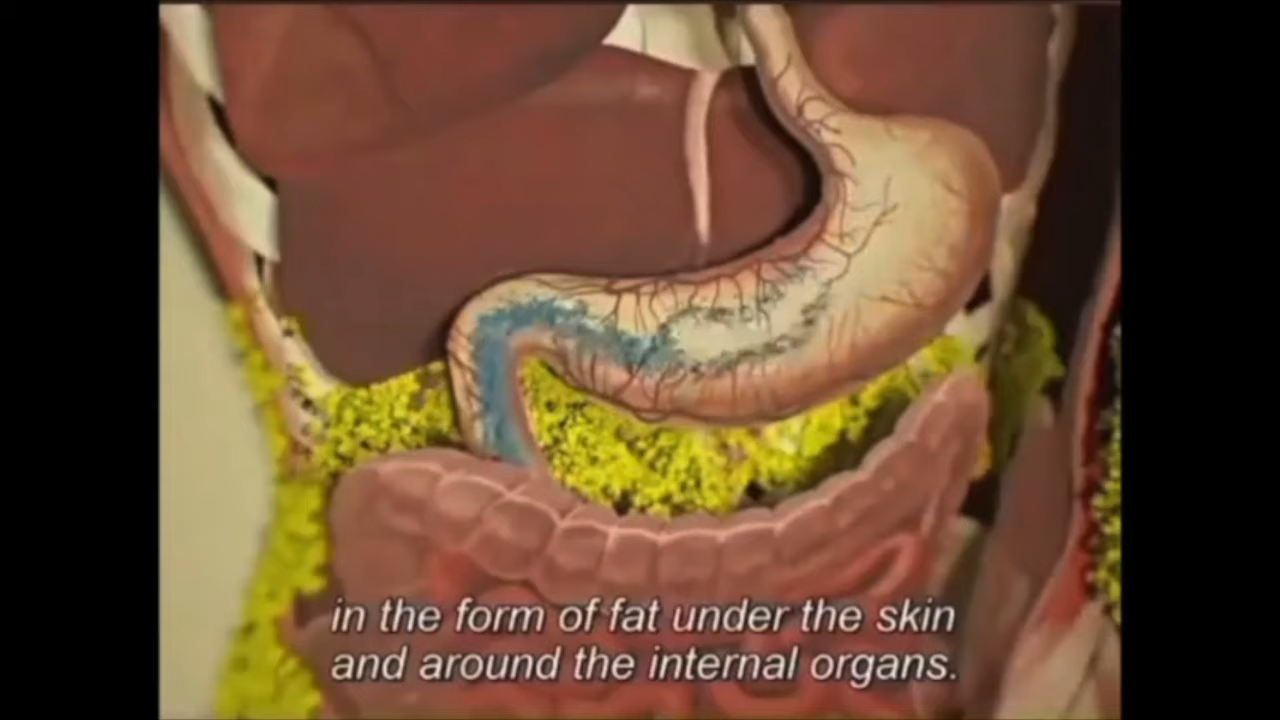 in the form of fat under the skin
and around the internal organs.